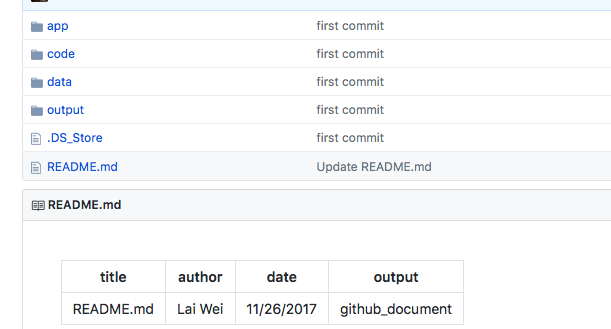 app first commit
code first commit
data first commit
output first commit
.DS_Store first commit
README.md Update README.md
README.md
title author date output
README.md Lai Wei 11/26/2017 github_document